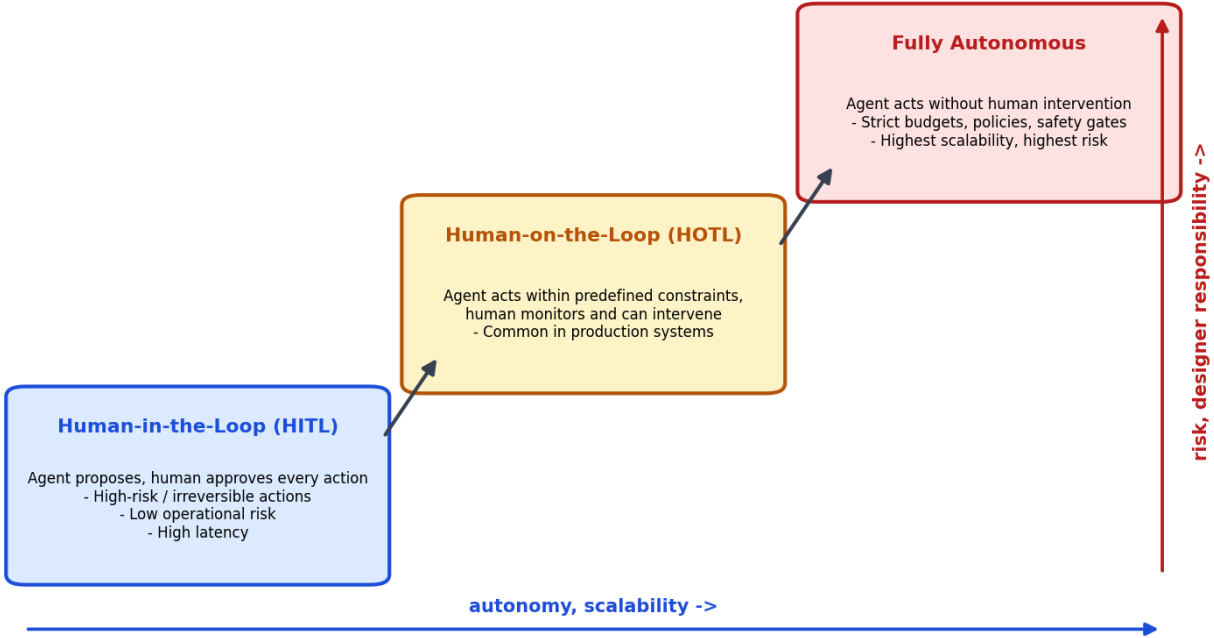 Fully Autonomous
Agent acts without human intervention
- Strict budgets, policies, safety gates
- Highest scalability, highest risk
Human-on-the-Loop (HOTL)
Agent acts within predefined constraints,
human monitors and can intervene
- Common in production systems
Human-in-the-Loop (HITL)
Agent proposes, human approves every action
- High-risk / irreversible actions
- Low operational risk
- High latency
autonomy, scalability ->
risk, designer responsibility ->